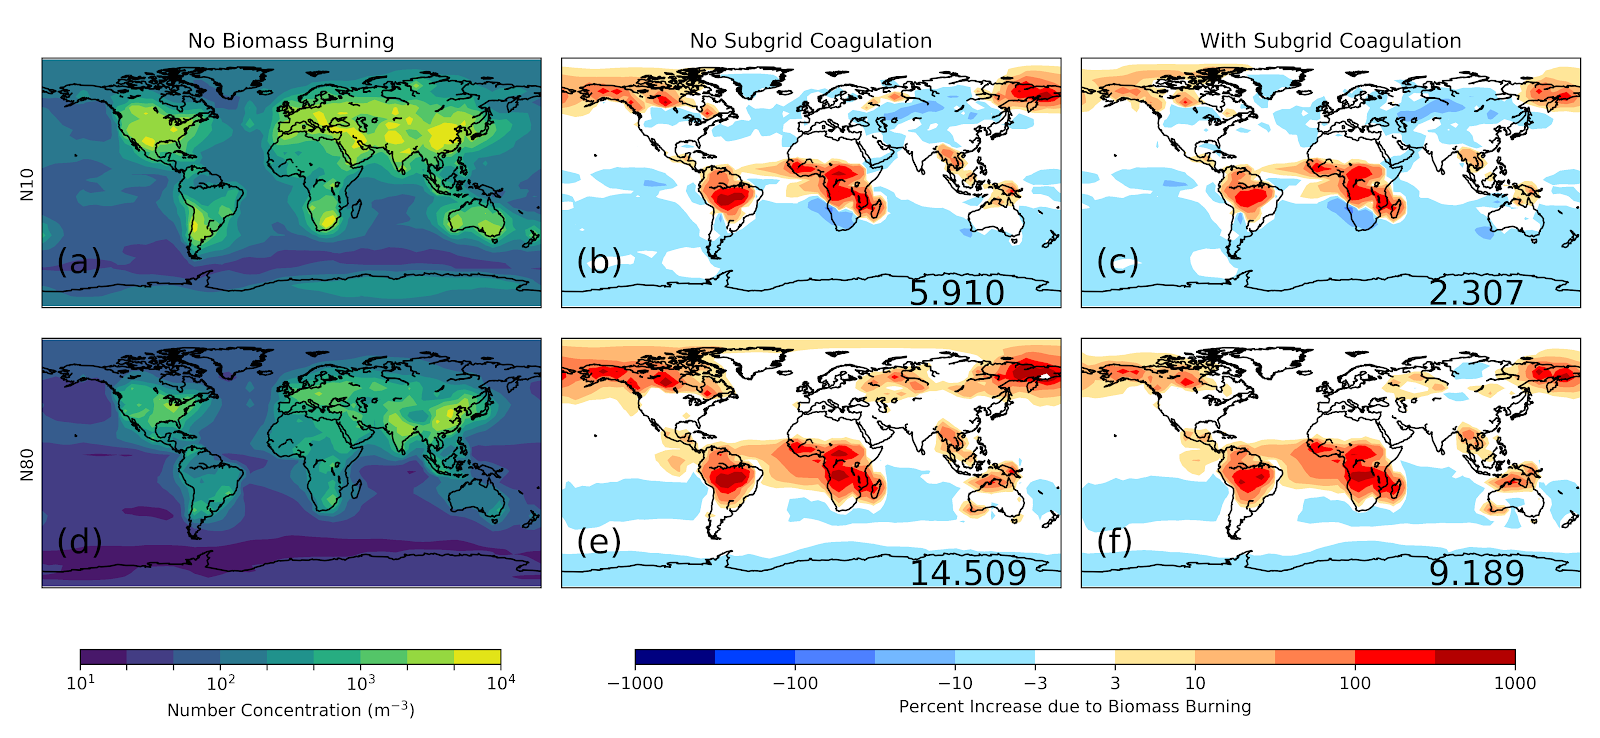 No Biomass Burning No Subgrid Coagulation With Subgrid Coagulation
N10
(a) (b) (c)
5.910 2.307
N80
(d) (e) (f)
14.509 9.189
10¹ 10² 10³ 10⁴ −1000 −100 −10 −3 3 10 100 1000
Number Concentration (m⁻³) Percent Increase due to Biomass Burning